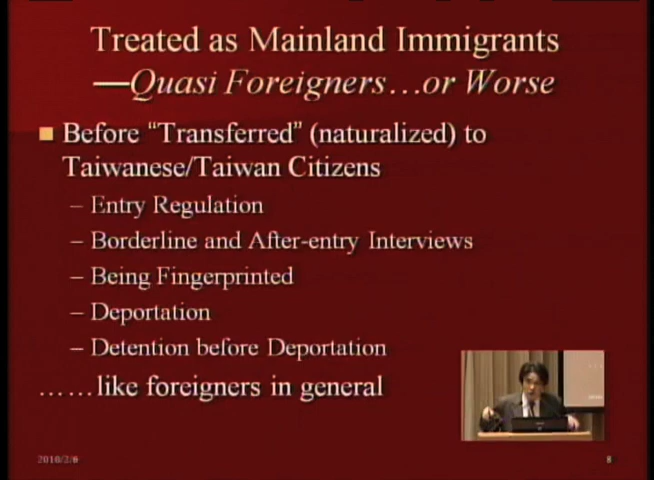 Treated as Mainland Immigrants
—Quasi Foreigners…or Worse
Before “Transferred” (naturalized) to
Taiwanese/Taiwan Citizens
– Entry Regulation
– Borderline and After-entry Interviews
– Being Fingerprinted
– Deportation
– Detention before Deportation
……like foreigners in general
2010/2/6
8